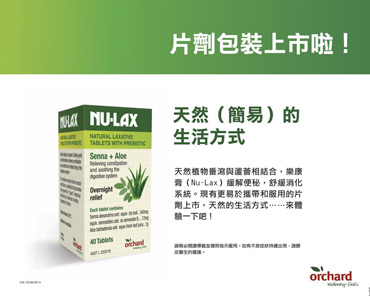 片劑包裝上市啦！
天然（簡易）的
生活方式
天然植物番瀉與蘆薈相結合，樂康
膏（Nu-Lax）緩解便秘，舒緩消化
系統。現有更易於攜帶和服用的片
劑上市，天然的生活方式……來體
驗一下吧！
請務必閱讀標籤並遵照指示服用。如有不適症狀持續出現，請跟
從醫生的建議。
NU-LAX
NATURAL LAXATIVE
TABLETS WITH PREBIOTIC
Senna + Aloe
Relieving constipation
and soothing the
digestive system
Overnight
relief
Each tablet contains:
40 Tablets
orchard
orchard